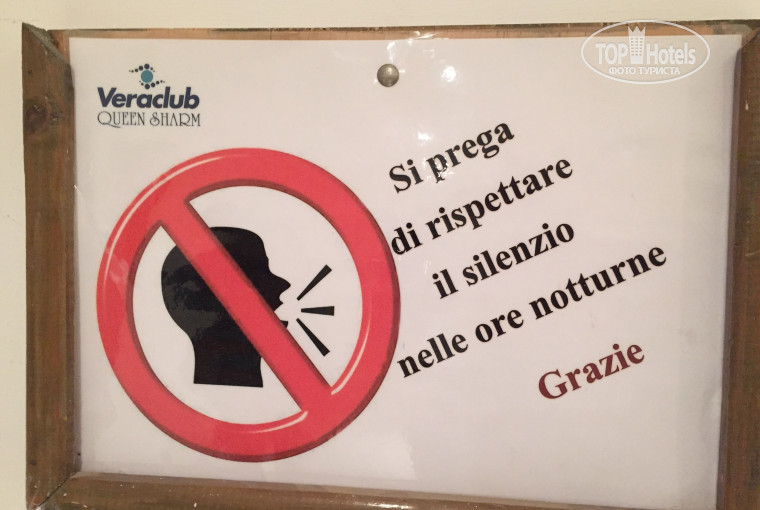 Veraclub
QUEEN SHARM
TOP Hotels
ФОТО ТУРИСТА
Si prega
di rispettare
il silenzio
nelle ore notturne
Grazie